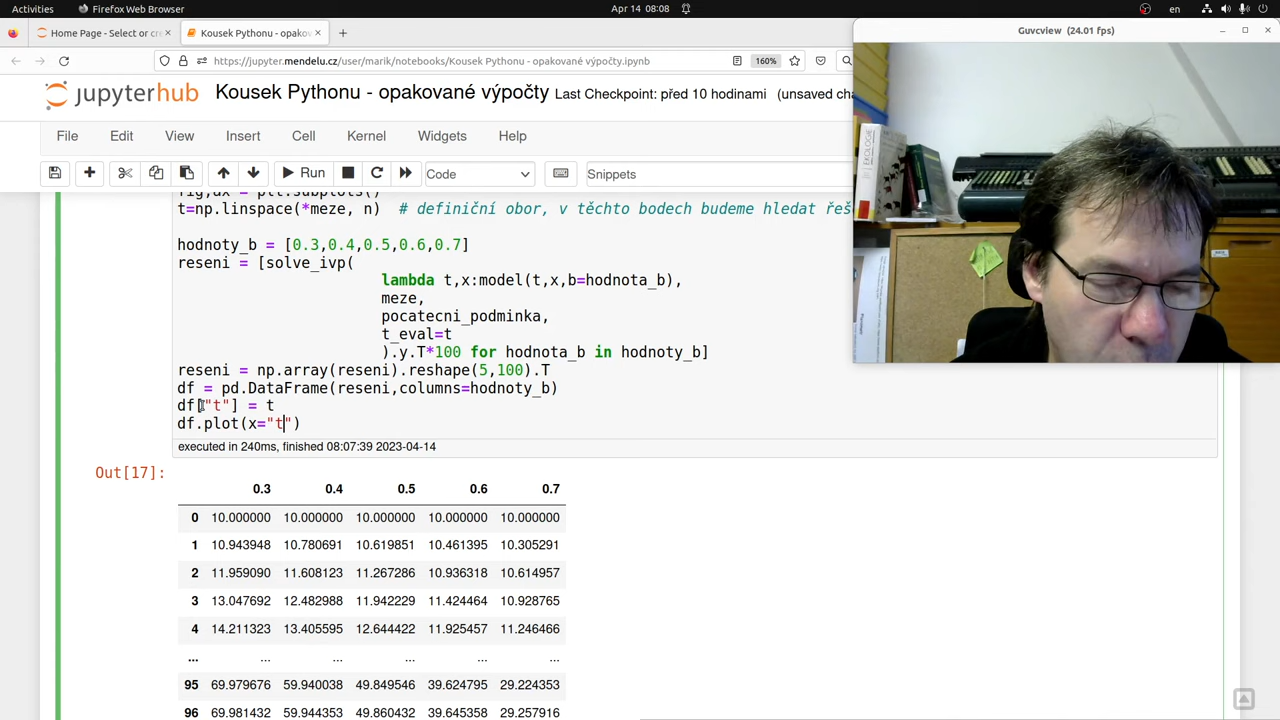 Activities
Firefox Web Browser
Apr 14 08:08
en
Home Page - Select or cr
Kousek Pythonu - opako
Guvcview (24.01 fps)
https://jupyter.mendelu.cz/user/marik/notebooks/Kousek Pythonu - opakované výpočty.ipynb
160%
jupyterhub
Kousek Pythonu - opakované výpočty Last Checkpoint: před 10 hodinami (unsaved cha
File Edit View Insert Cell Kernel Widgets Help
Run
Code
Snippets
EKOLOGIE
fig,ax = plt.subplots()
t=np.linspace(*meze, n) # definiční obor, v těchto bodech budeme hledat řeš
hodnoty_b = [0.3,0.4,0.5,0.6,0.7]
reseni = [solve_ivp(
lambda t,x:model(t,x,b=hodnota_b),
meze,
pocatecni_podminka,
t_eval=t
).y.T*100 for hodnota_b in hodnoty_b]
reseni = np.array(reseni).reshape(5,100).T
df = pd.DataFrame(reseni,columns=hodnoty_b)
df["t"] = t
df.plot(x="t")
executed in 240ms, finished 08:07:39 2023-04-14
Out[17]:
0.3 0.4 0.5 0.6 0.7
0 10.000000 10.000000 10.000000 10.000000 10.000000
1 10.943948 10.780691 10.619851 10.461395 10.305291
2 11.959090 11.608123 11.267286 10.936318 10.614957
3 13.047692 12.482988 11.942229 11.424464 10.928765
4 14.211323 13.405595 12.644422 11.925457 11.246466
... ... ... ... ... ...
95 69.979676 59.940038 49.849546 39.624795 29.224353
96 69.981432 59.944353 49.860432 39.645358 29.257916